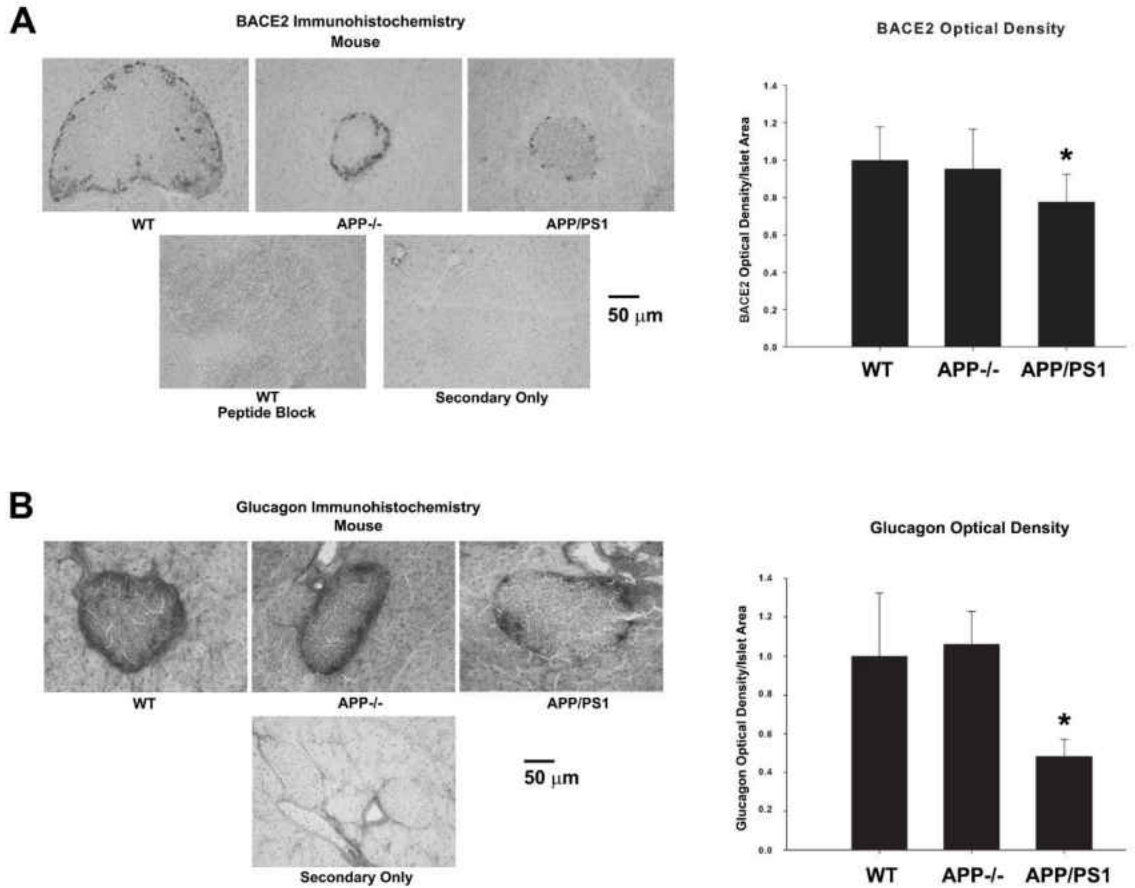 A
BACE2 Immunohistochemistry
Mouse
WT
APP-/-
APP/PS1
WT
Peptide Block
Secondary Only
50 μm
BACE2 Optical Density
BACE2 Optical Density/Islet Area
1.4
1.2
1.0
0.8
0.6
0.4
0.2
0.0
*
WT
APP-/-
APP/PS1
B
Glucagon Immunohistochemistry
Mouse
WT
APP-/-
APP/PS1
Secondary Only
50 μm
Glucagon Optical Density
Glucagon Optical Density/Islet Area
1.4
1.2
1.0
0.8
0.6
0.4
0.2
0.0
*
WT
APP-/-
APP/PS1